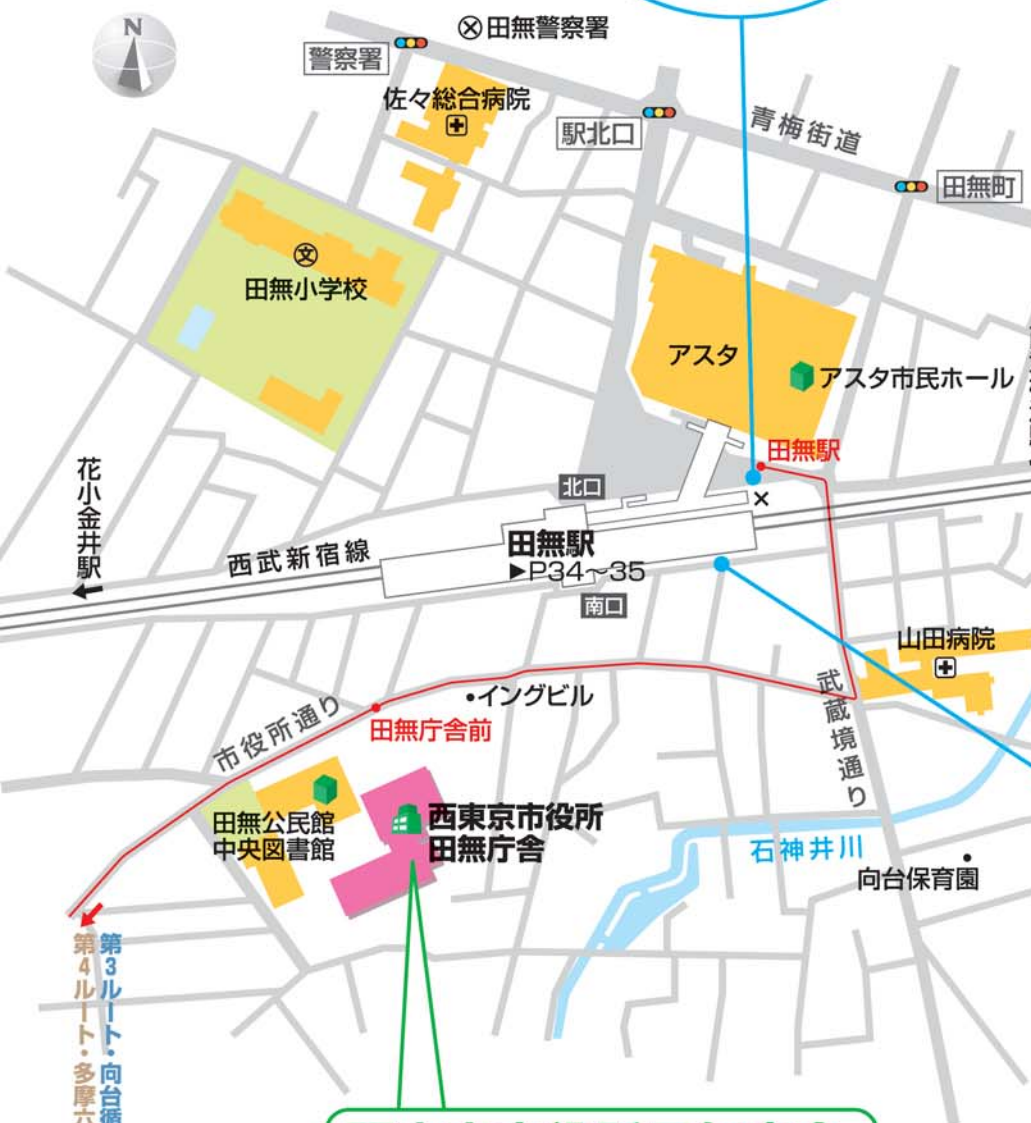 N
田無警察署
警察署
佐々総合病院
駅北口
青梅街道
田無町
文
田無小学校
アスタ
アスタ市民ホール
田無駅
花小金井駅
北口
西武新宿線
田無駅
▶P34〜35
南口
山田病院
武蔵境通り
•イングビル
市役所通り
田無庁舎前
田無公民館
中央図書館
西東京市役所
田無庁舎
石神井川
向台保育園
第3ルート・向台循
第4ルート・多摩六